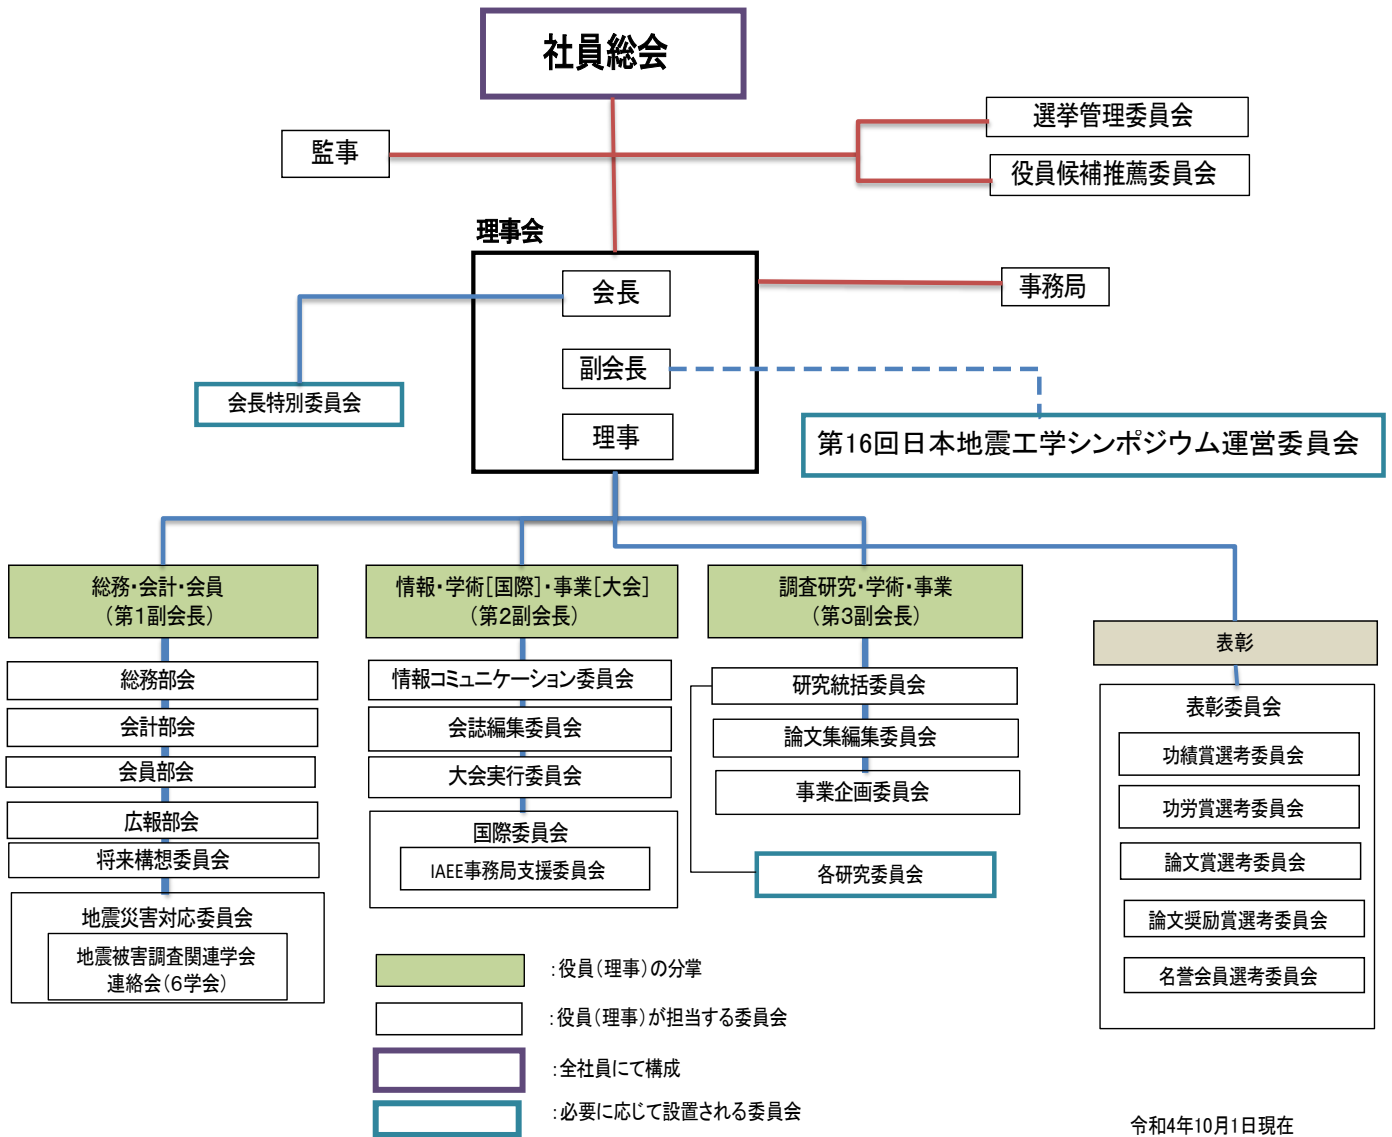 社員総会
監事
選挙管理委員会
役員候補推薦委員会
理事会
会長
事務局
副会長
会長特別委員会
理事
第16回日本地震工学シンポジウム運営委員会
総務・会計・会員
(第1副会長)
総務部会
会計部会
会員部会
広報部会
将来構想委員会
地震災害対応委員会
地震被害調査関連学会
連絡会(6学会)
情報・学術[国際]・事業[大会]
(第2副会長)
情報コミュニケーション委員会
会誌編集委員会
大会実行委員会
国際委員会
IAEE事務局支援委員会
調査研究・学術・事業
(第3副会長)
研究統括委員会
論文集編集委員会
事業企画委員会
各研究委員会
表彰
表彰委員会
功績賞選考委員会
功労賞選考委員会
論文賞選考委員会
論文奨励賞選考委員会
名誉会員選考委員会
:役員(理事)の分掌
:役員(理事)が担当する委員会
:全社員にて構成
:必要に応じて設置される委員会
令和4年10月1日現在